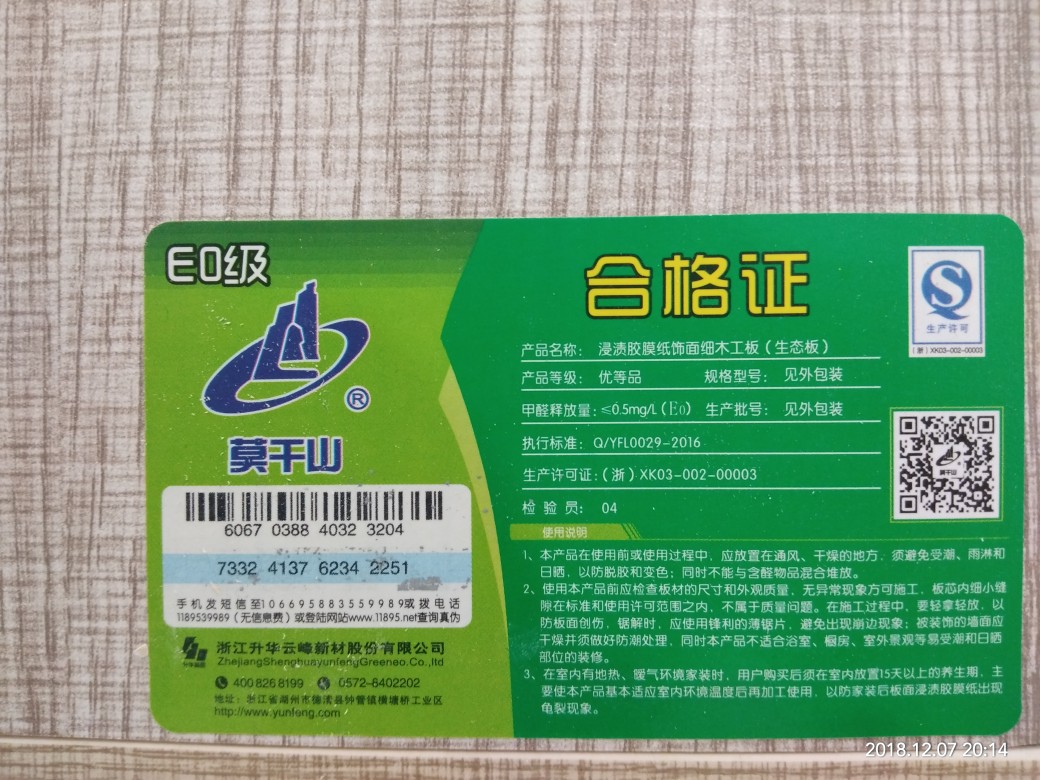 E0级
®
莫干山
6067 0388 4032 3204
7332 4137 6234 2251
手机发短信至1066958835599 89或拨电话
1189539989（无信息费）或登陆网站www.11895.net查询真伪
浙江升华云峰新材股份有限公司
ZhejiangShenghuayunfengGreeneo.Co.,ltd
400 826 8199 0572-8402202
地址：浙江省湖州市德清县钟管镇横塘桥工业区
http://www.yunfeng.com
合格证
生产许可
（浙）XK03-002-00003
产品名称：浸渍胶膜纸饰面细木工板（生态板）
产品等级：优等品 规格型号：见外包装
甲醛释放量：≤0.5mg/L（E0）生产批号：见外包装
执行标准：Q/YFL0029-2016
生产许可证：（浙）XK03-002-00003
检 验 员：04
莫干山
使用说明
1、本产品在使用前或使用过程中，应放置在通风、干燥的地方，须避免受潮、雨淋和
日晒，以防脱胶和变色；同时不能与含醛物品混合堆放。
2、使用本产品前应检查板材的尺寸和外观质量，无异常现象方可施工，板芯内细小缝
隙在标准和使用许可范围之内，不属于质量问题。在施工过程中，要轻拿轻放，以
防板面创伤，锯解时，应使用锋利的薄锯片，避免出现崩边现象；被装饰的墙面应
干燥并须做好防潮处理，同时本产品不适合浴室、橱房、室外景观等易受潮和日晒
部位的装修。
3、在室内有地热、暖气环境家装时，用户购买后须在室内放置15天以上的养生期，主
要使本产品基本适应室内环境温度后再加工使用，以防家装后板面浸渍胶膜纸出现
龟裂现象。
2018.12.07 20:14